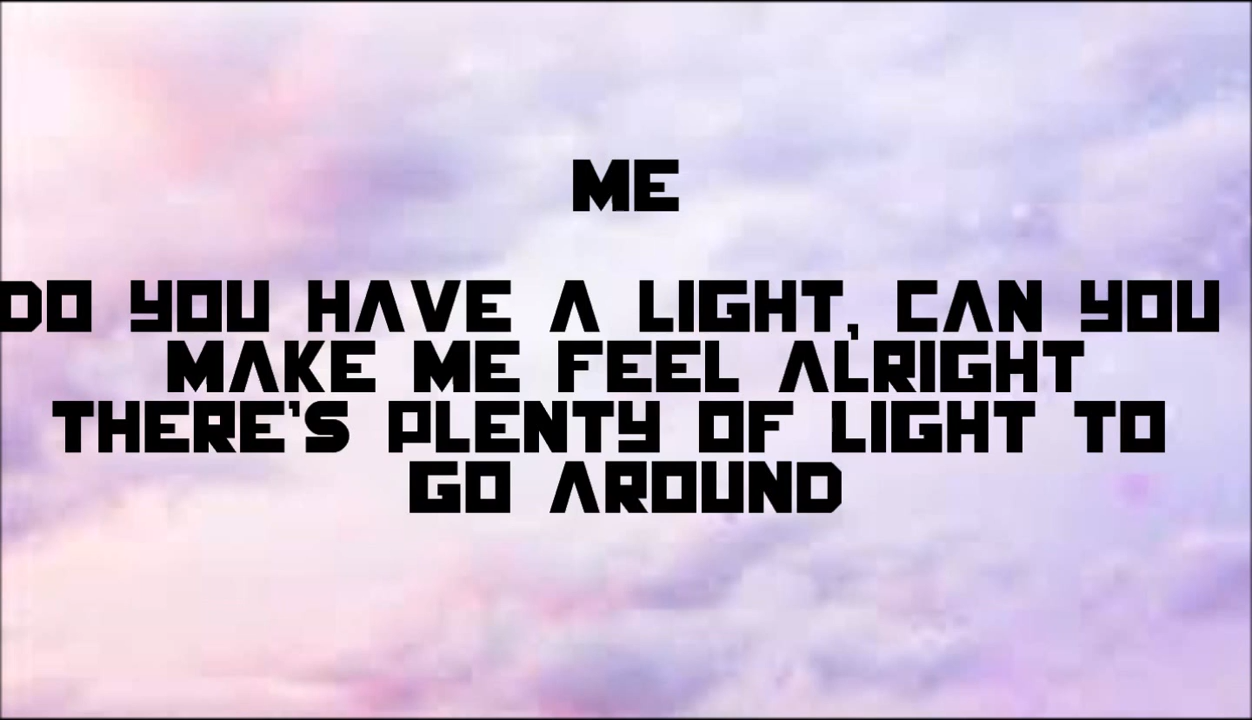 ME
DO YOU HAVE A LIGHT, CAN YOU
MAKE ME FEEL ALRIGHT
THERE'S PLENTY OF LIGHT TO
GO AROUND